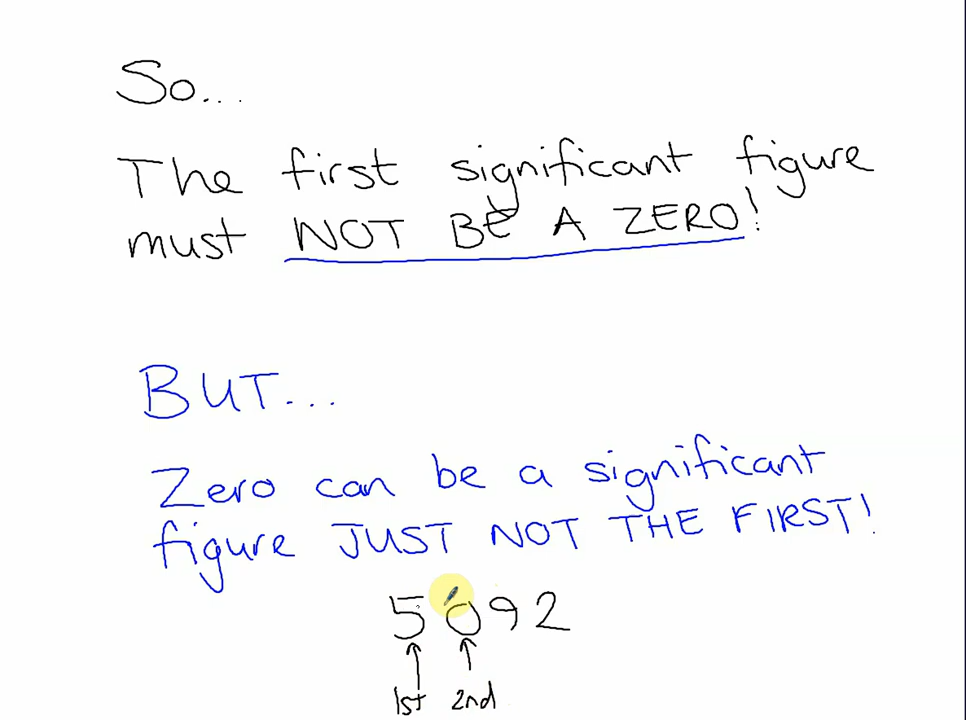 So...
The first significant figure
must NOT BE A ZERO!
BUT...
Zero can be a significant
figure JUST NOT THE FIRST!
5092
1st 2nd